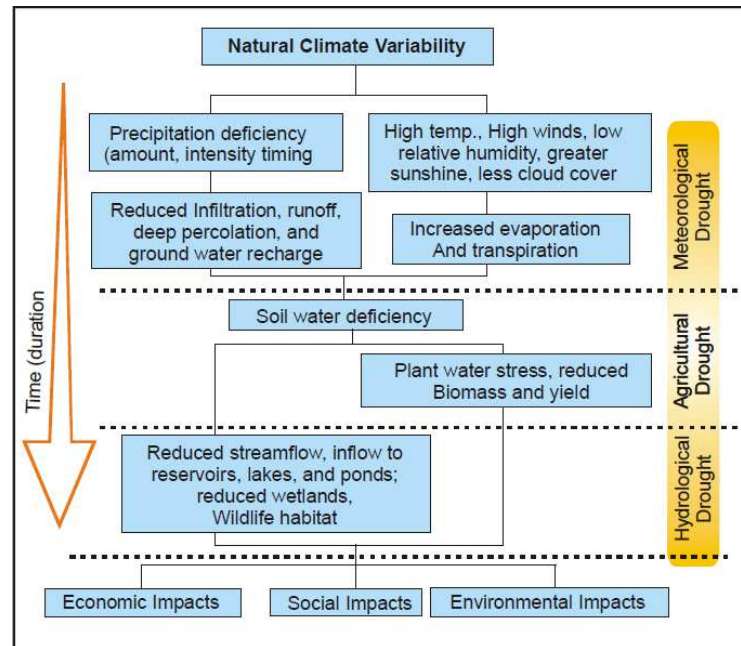 Natural Climate Variability
Precipitation deficiency
(amount, intensity timing
High temp., High winds, low
relative humidity, greater
sunshine, less cloud cover
Reduced Infiltration, runoff,
deep percolation, and
ground water recharge
Increased evaporation
And transpiration
Meteorological
Drought
Time (duration
Soil water deficiency
Plant water stress, reduced
Biomass and yield
Agricultural
Drought
Reduced streamflow, inflow to
reservoirs, lakes, and ponds;
reduced wetlands,
Wildlife habitat
Hydrological
Drought
Economic Impacts
Social Impacts
Environmental Impacts